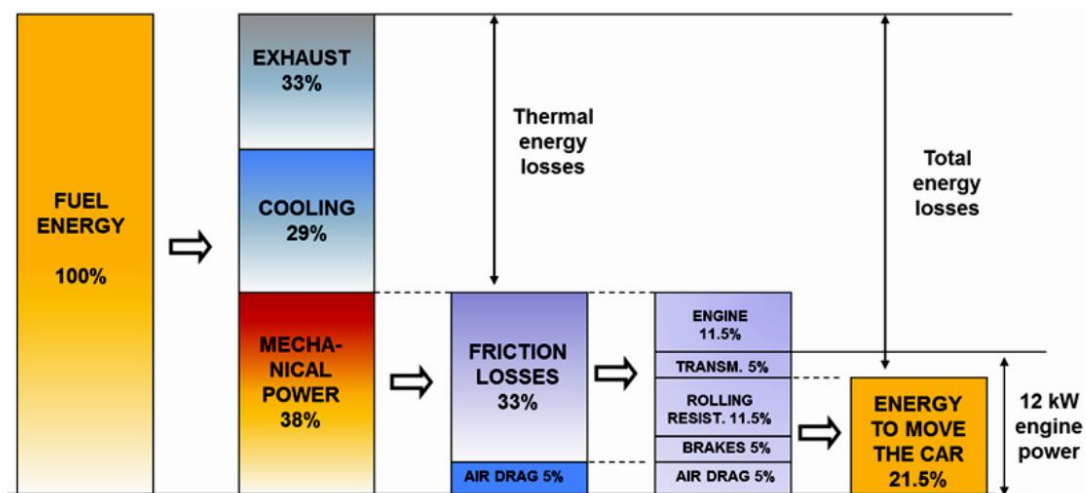 FUEL
ENERGY
100%
EXHAUST
33%
COOLING
29%
MECHA-
NICAL
POWER
38%
Thermal
energy
losses
FRICTION
LOSSES
33%
AIR DRAG 5%
ENGINE
11.5%
TRANSM. 5%
ROLLING
RESIST. 11.5%
BRAKES 5%
AIR DRAG 5%
Total
energy
losses
ENERGY
TO MOVE
THE CAR
21.5%
12 kW
engine
power